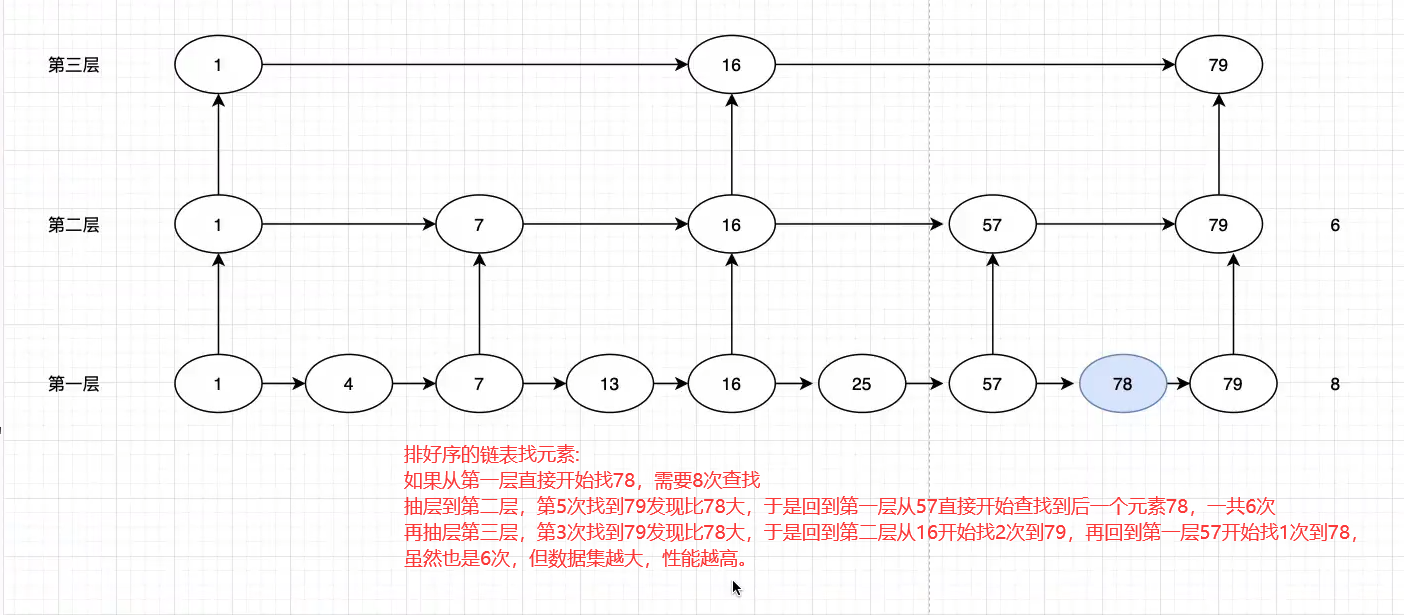 第三层 1 16 79
第二层 1 7 16 57 79 6
第一层 1 4 7 13 16 25 57 78 79 8
排好序的链表找元素:
如果从第一层直接开始找78，需要8次查找
抽层到第二层，第5次找到79发现比78大，于是回到第一层从57直接开始查找到后一个元素78，一共6次
再抽层第三层，第3次找到79发现比78大，于是回到第二层从16开始找2次到79，再回到第一层57开始找1次到78，
虽然也是6次，但数据集越大，性能越高。